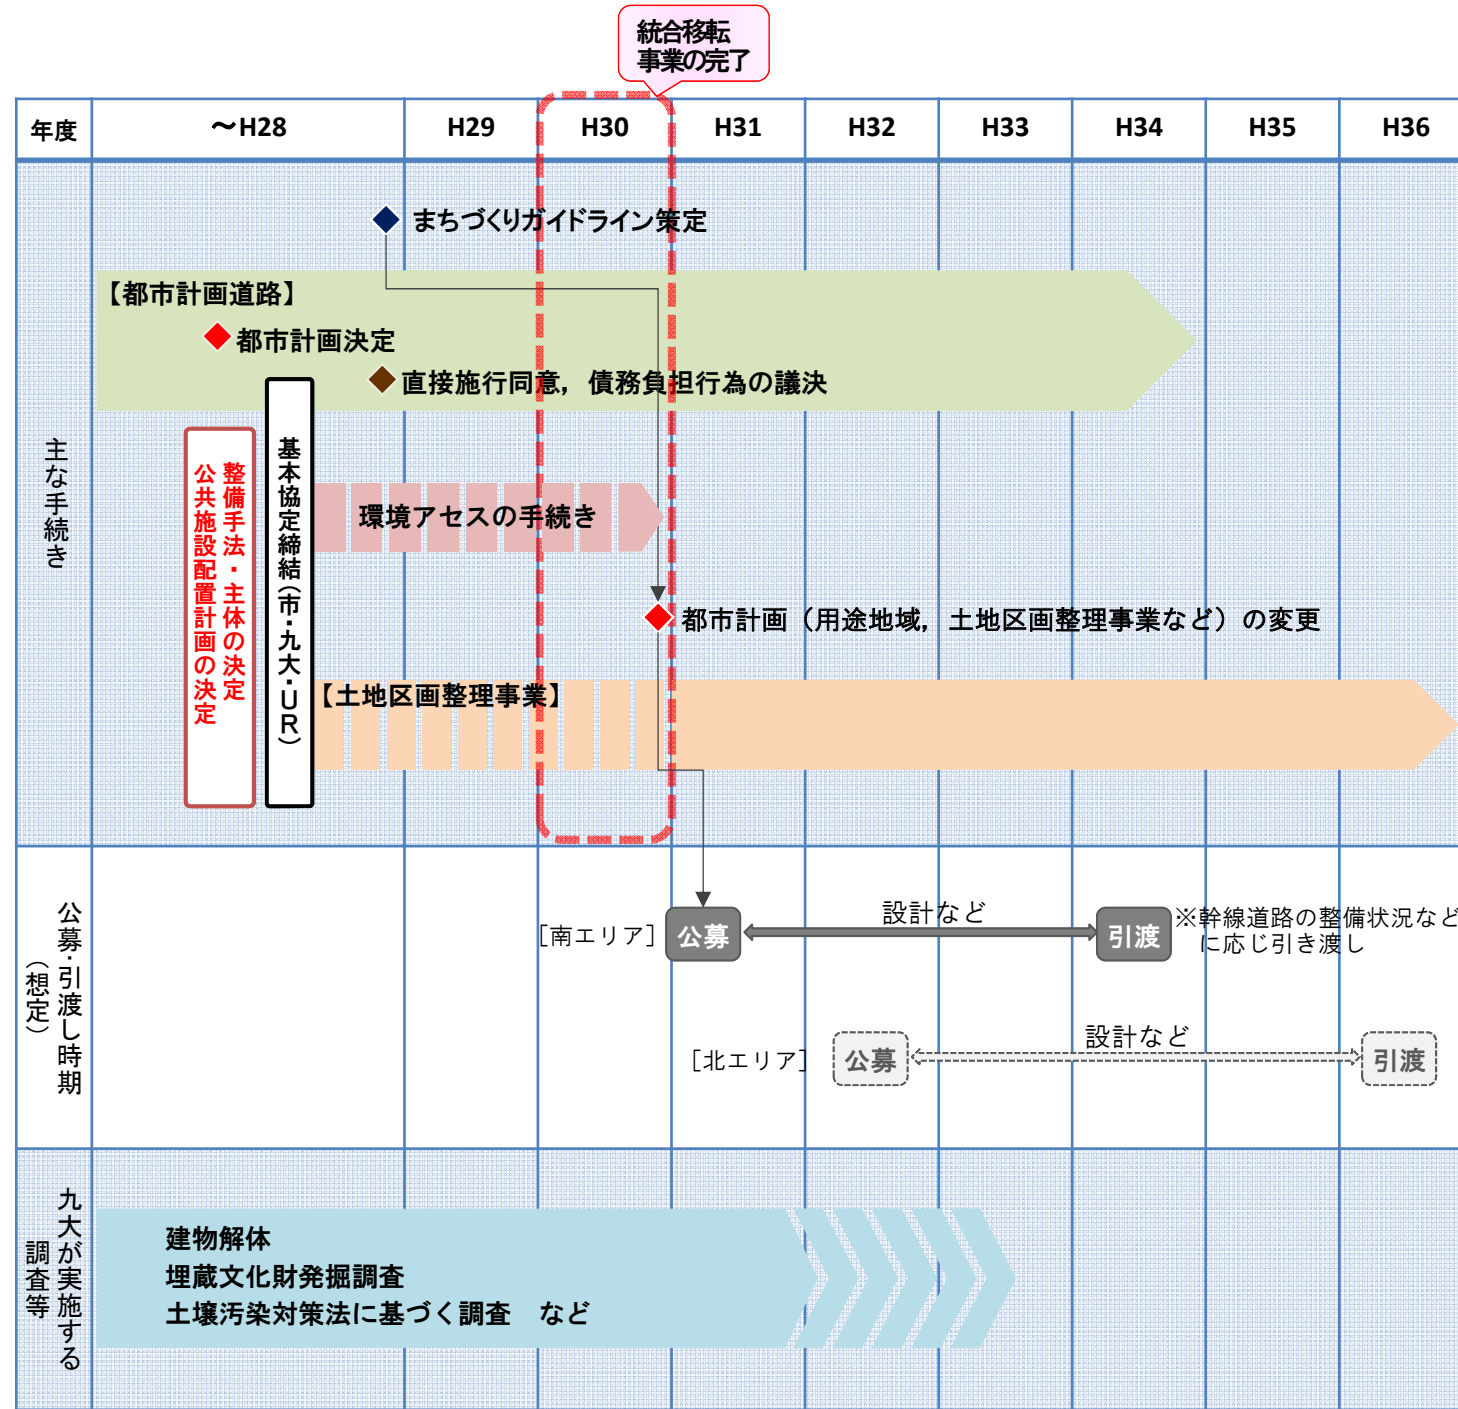 統合移転
事業の完了
年度
～H28
H29
H30
H31
H32
H33
H34
H35
H36
主な手続き
まちづくりガイドライン策定
【都市計画道路】
都市計画決定
直接施行同意，債務負担行為の議決
整備手法・主体の決定
公共施設配置計画の決定
基本協定締結（市・九大・UR）
環境アセスの手続き
都市計画（用途地域，土地区画整理事業など）の変更
【土地区画整理事業】
公募・引渡し時期
（想定）
［南エリア］
公募
設計など
引渡
※幹線道路の整備状況など
に応じ引き渡し
［北エリア］
公募
設計など
引渡
九大が実施する
調査等
建物解体
埋蔵文化財発掘調査
土壌汚染対策法に基づく調査　など